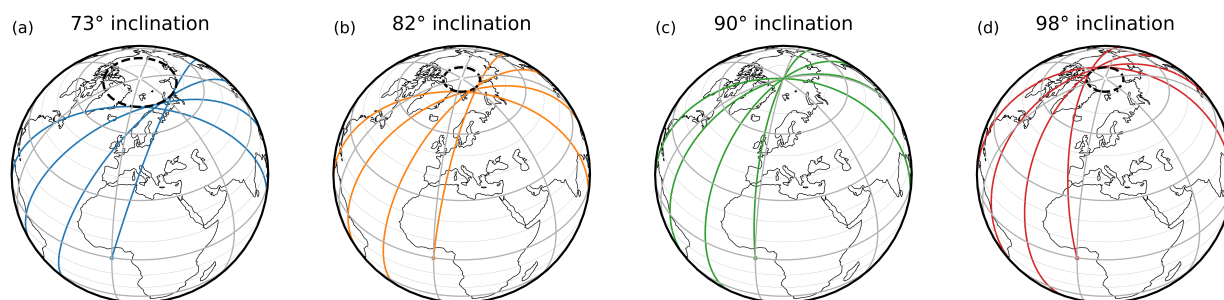 (a) 73° inclination
(b) 82° inclination
(c) 90° inclination
(d) 98° inclination